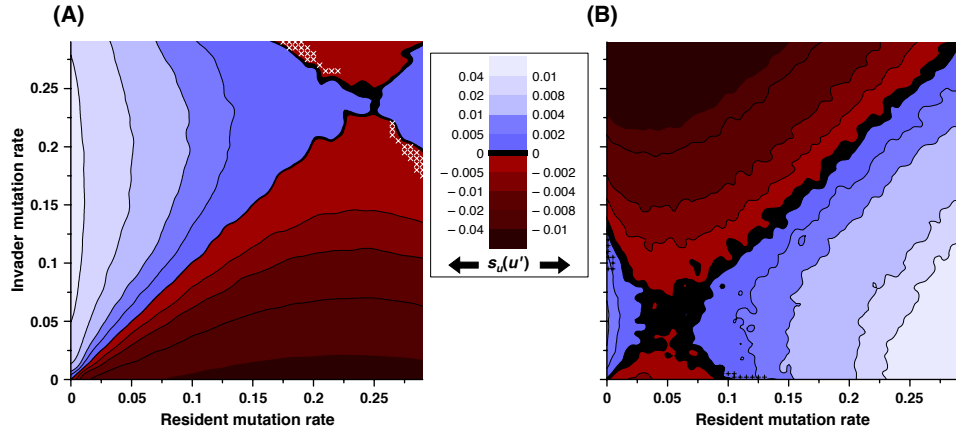 (A)
(B)
Invader mutation rate
0.25
0.2
0.15
0.1
0.05
0
0 0.05 0.1 0.15 0.2 0.25
Resident mutation rate
0.04 0.01
0.02 0.008
0.01 0.004
0.005 0.002
0 0
− 0.005 − 0.002
− 0.01 − 0.004
− 0.02 − 0.008
− 0.04 − 0.01
s_u(u′)
0 0.05 0.1 0.15 0.2 0.25
Resident mutation rate